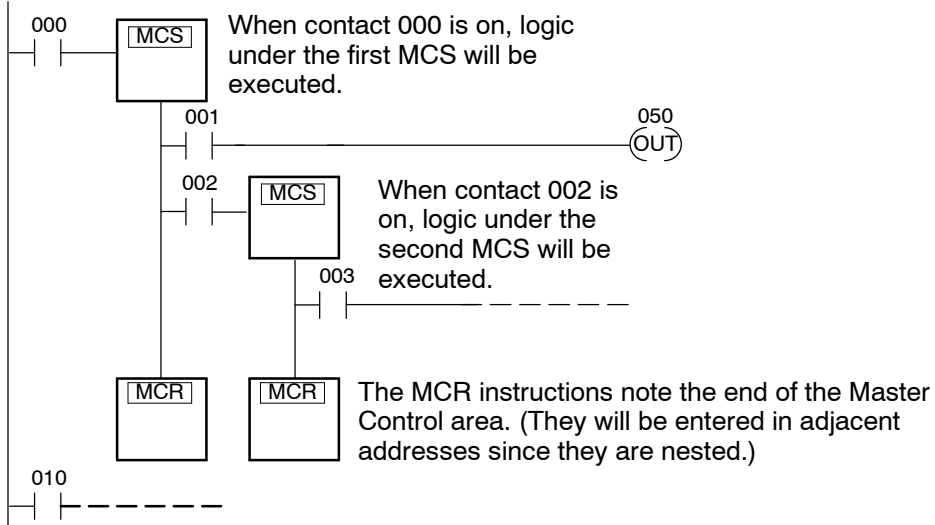 000
MCS
When contact 000 is on, logic
under the first MCS will be
executed.
001
050
OUT
002
MCS
When contact 002 is
on, logic under the
second MCS will be
executed.
003
MCR
MCR
The MCR instructions note the end of the Master
Control area. (They will be entered in adjacent
addresses since they are nested.)
010